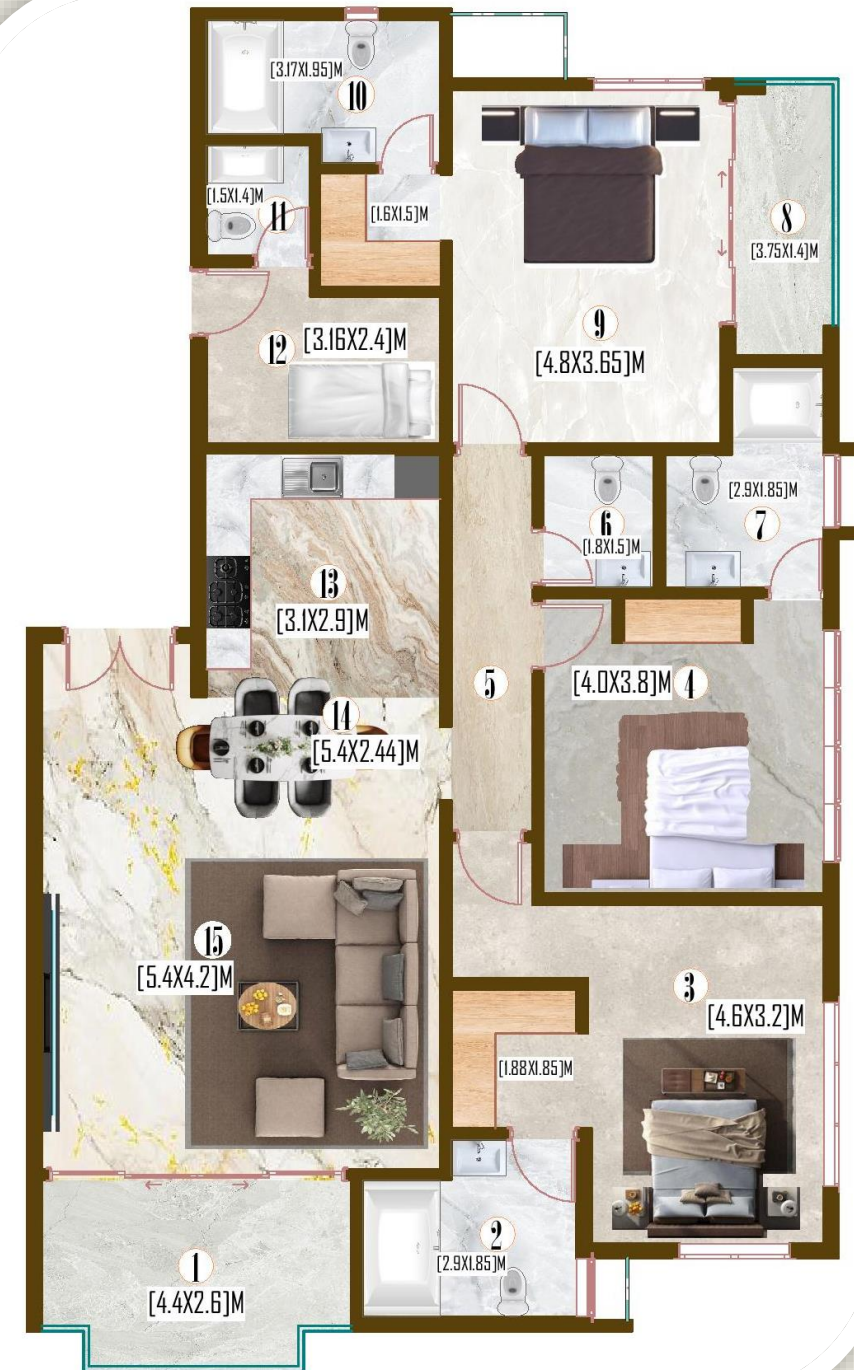 [3.17X1.95]M
10
[1.5X1.4]M
11
[1.6X1.5]M
8
[3.75X1.4]M
9
[4.8X3.65]M
12
[3.16X2.4]M
6
[1.8X1.5]M
[2.9X1.85]M
7
13
[3.1X2.9]M
5
[4.0X3.8]M
4
14
[5.4X2.44]M
15
[5.4X4.2]M
3
[4.6X3.2]M
[1.88X1.85]M
2
[2.9X1.85]M
1
[4.4X2.6]M